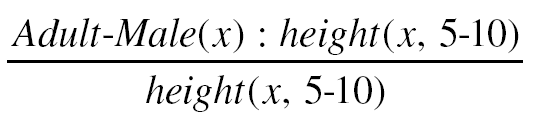 Adult-Male(x) : height(x, 5-10)
height(x, 5-10)